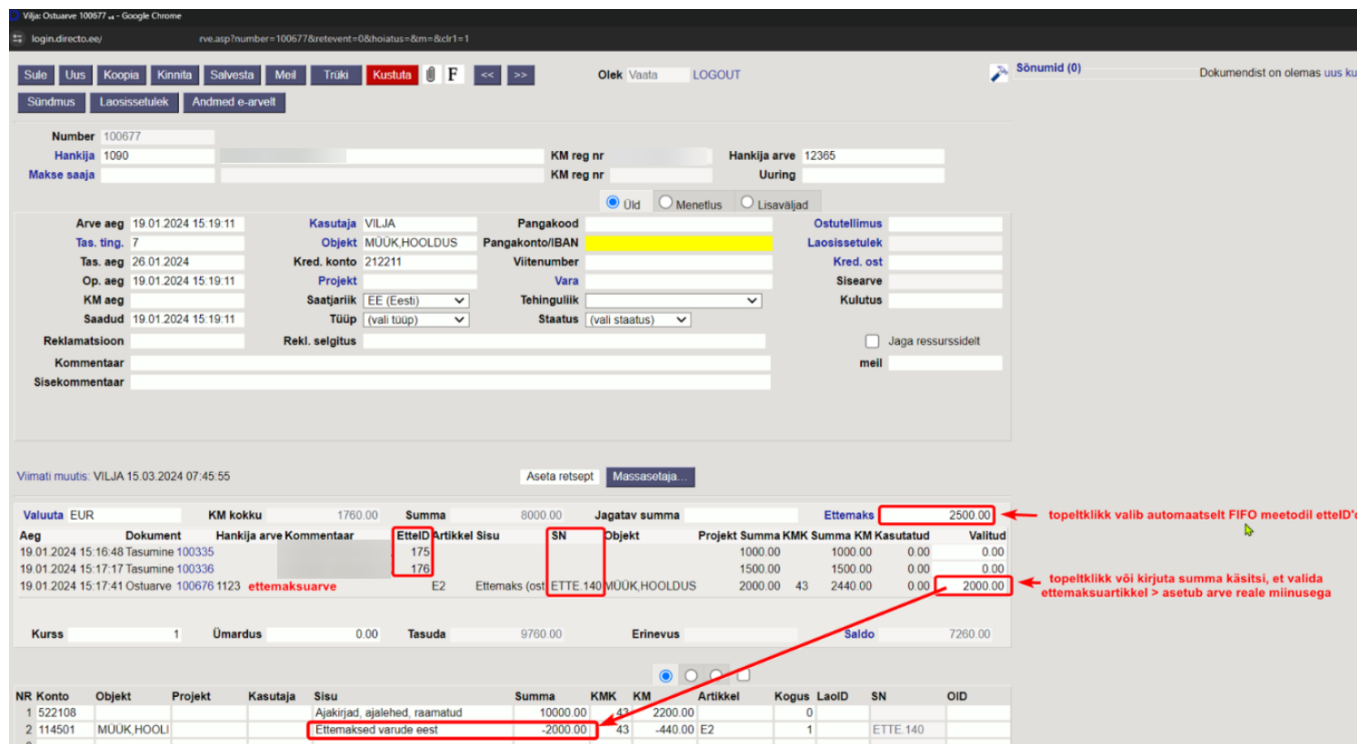 Vilja: Ostuarve 100677 - Google Chrome
login.directo.ee/ rve.asp?number=100677&retevent=0&hoiatus=&m=&clr1=1
Sule Uus Koopia Kinnita Salvesta Meil Trüki Kustuta F << >> Olek Vaata LOGOUT Sõnumid (0) Dokumendist on olemas uus ku
Sündmus Laosissetulek Andmed e-arvelt
Number 100677
Hankija 1090 KM reg nr Hankija arve 12365
Makse saaja KM reg nr Uuring
Üld Menetlus Lisaväljad
Arve aeg 19.01.2024 15:19:11 Kasutaja VILJA Pangakood Ostutellimus
Tas. ting. 7 Objekt MÜÜK,HOOLDUS Pangakonto/IBAN Laosissetulek
Tas. aeg 26.01.2024 Kred. konto 212211 Viitenumber Kred. ost
Op. aeg 19.01.2024 15:19:11 Projekt Vara Sisearve
KM aeg Saatjariik EE (Eesti) Tehinguliik Kulutus
Saadud 19.01.2024 15:19:11 Tüüp (vali tüüp) Staatus (vali staatus)
Reklamatsioon Rekl. selgitus Jaga ressurssidelt
Kommentaar meil
Sisekommentaar
Viimati muutis: VILJA 15.03.2024 07:45:55 Aseta retsept Massasetaja...
Valuuta EUR KM kokku 1760.00 Summa 8000.00 Jagatav summa Ettemaks 2500.00 topeltklikk valib automaatselt FIFO meetodil etteID'd
Aeg Dokument Hankija arve Kommentaar EtteID Artikkel Sisu SN Objekt Projekt Summa KMK Summa KM Kasutatud Valitud
19.01.2024 15:16:48 Tasumine 100335 175 1000.00 1000.00 0.00 0.00
19.01.2024 15:17:17 Tasumine 100336 176 1500.00 1500.00 0.00 0.00
19.01.2024 15:17:41 Ostuarve 100676 1123 ettemaksuarve E2 Ettemaks (ost ETTE.140 MÜÜK,HOOLDUS 2000.00 43 2440.00 0.00 2000.00
topeltklikk või kirjuta summa käsitsi, et valida
ettemaksuartikkel > asetub arve reale miinusega
Kurss 1 Ümardus 0.00 Tasuda 9760.00 Erinevus Saldo 7260.00
NR Konto Objekt Projekt Kasutaja Sisu Summa KMK KM Artikkel Kogus LaoID SN OID
1 522108 Ajakirjad, ajalehed, raamatud 10000.00 43 2200.00 0
2 114501 MÜÜK,HOOLI Ettemaksed varude eest -2000.00 43 -440.00 E2 1 ETTE.140